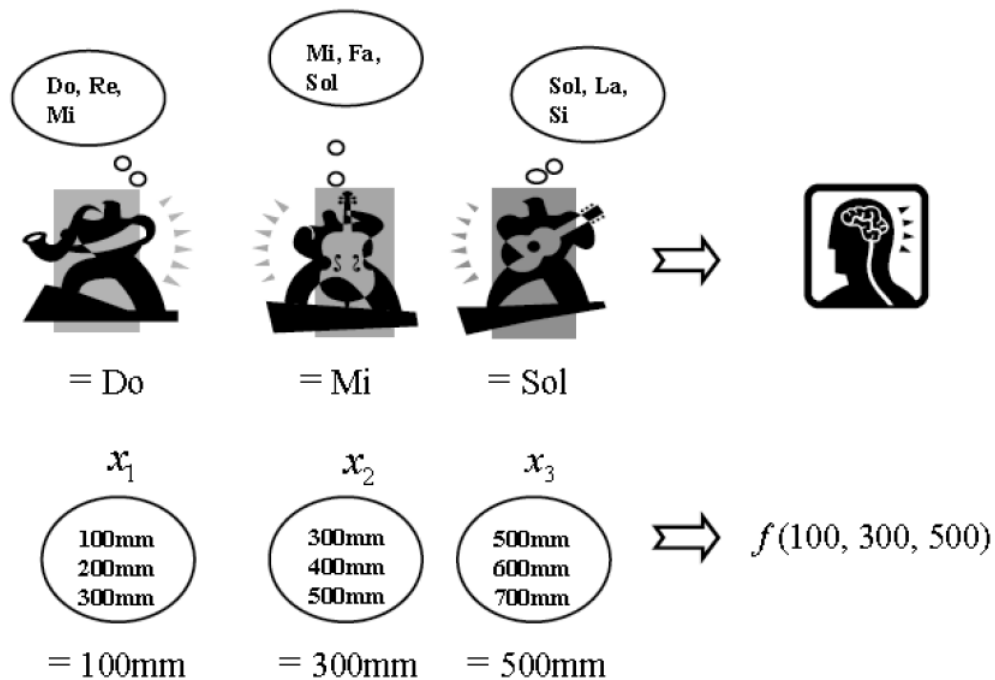 Do, Re,
Mi
Mi, Fa,
Sol
Sol, La,
Si
= Do
= Mi
= Sol
x₁
x₂
x₃
100mm
200mm
300mm
300mm
400mm
500mm
500mm
600mm
700mm
f (100, 300, 500)
= 100mm
= 300mm
= 500mm